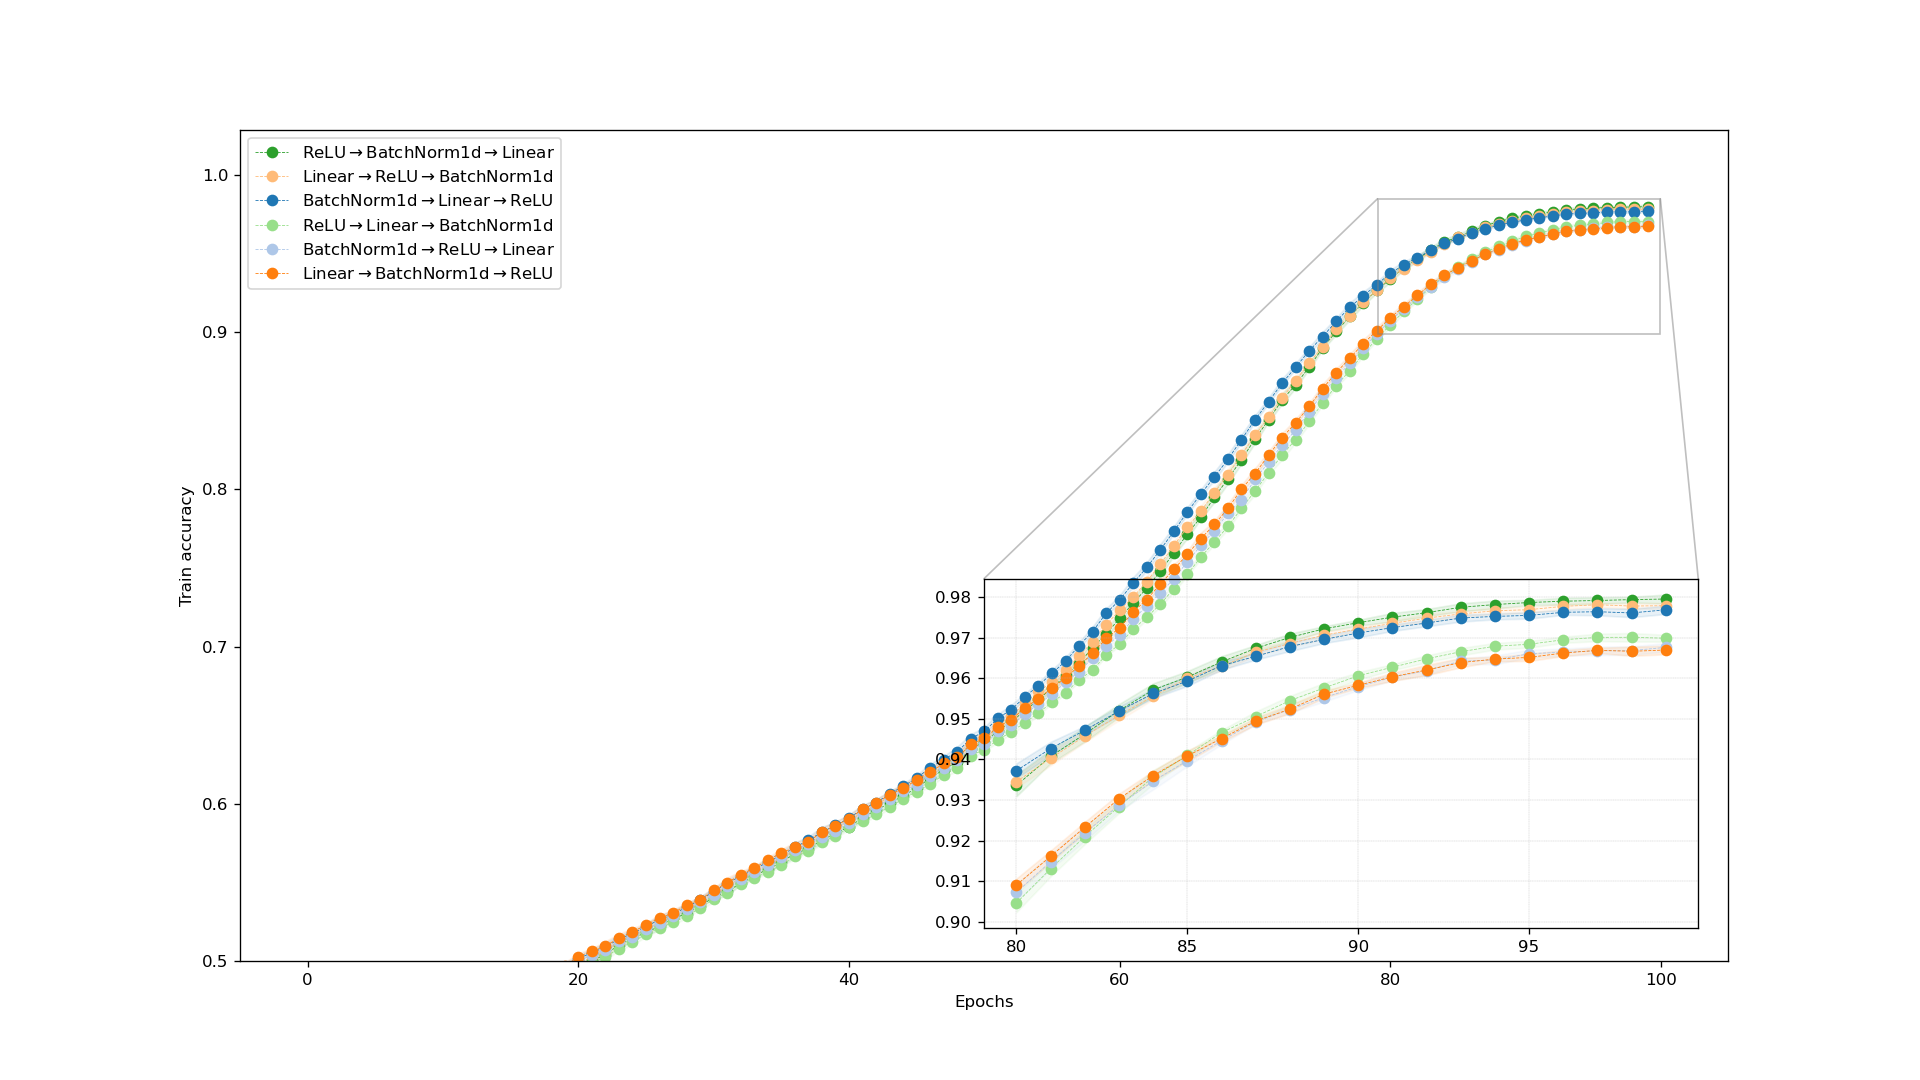 ReLU→BatchNorm1d→Linear
Linear→ReLU→BatchNorm1d
BatchNorm1d→Linear→ReLU
ReLU→Linear→BatchNorm1d
BatchNorm1d→ReLU→Linear
Linear→BatchNorm1d→ReLU
1.0
0.9
0.8
0.7
0.6
0.5
Train accuracy
0.98
0.97
0.96
0.95
0.94
0.93
0.92
0.91
0.90
80 85 90 95
0 20 40 60 80 100
Epochs